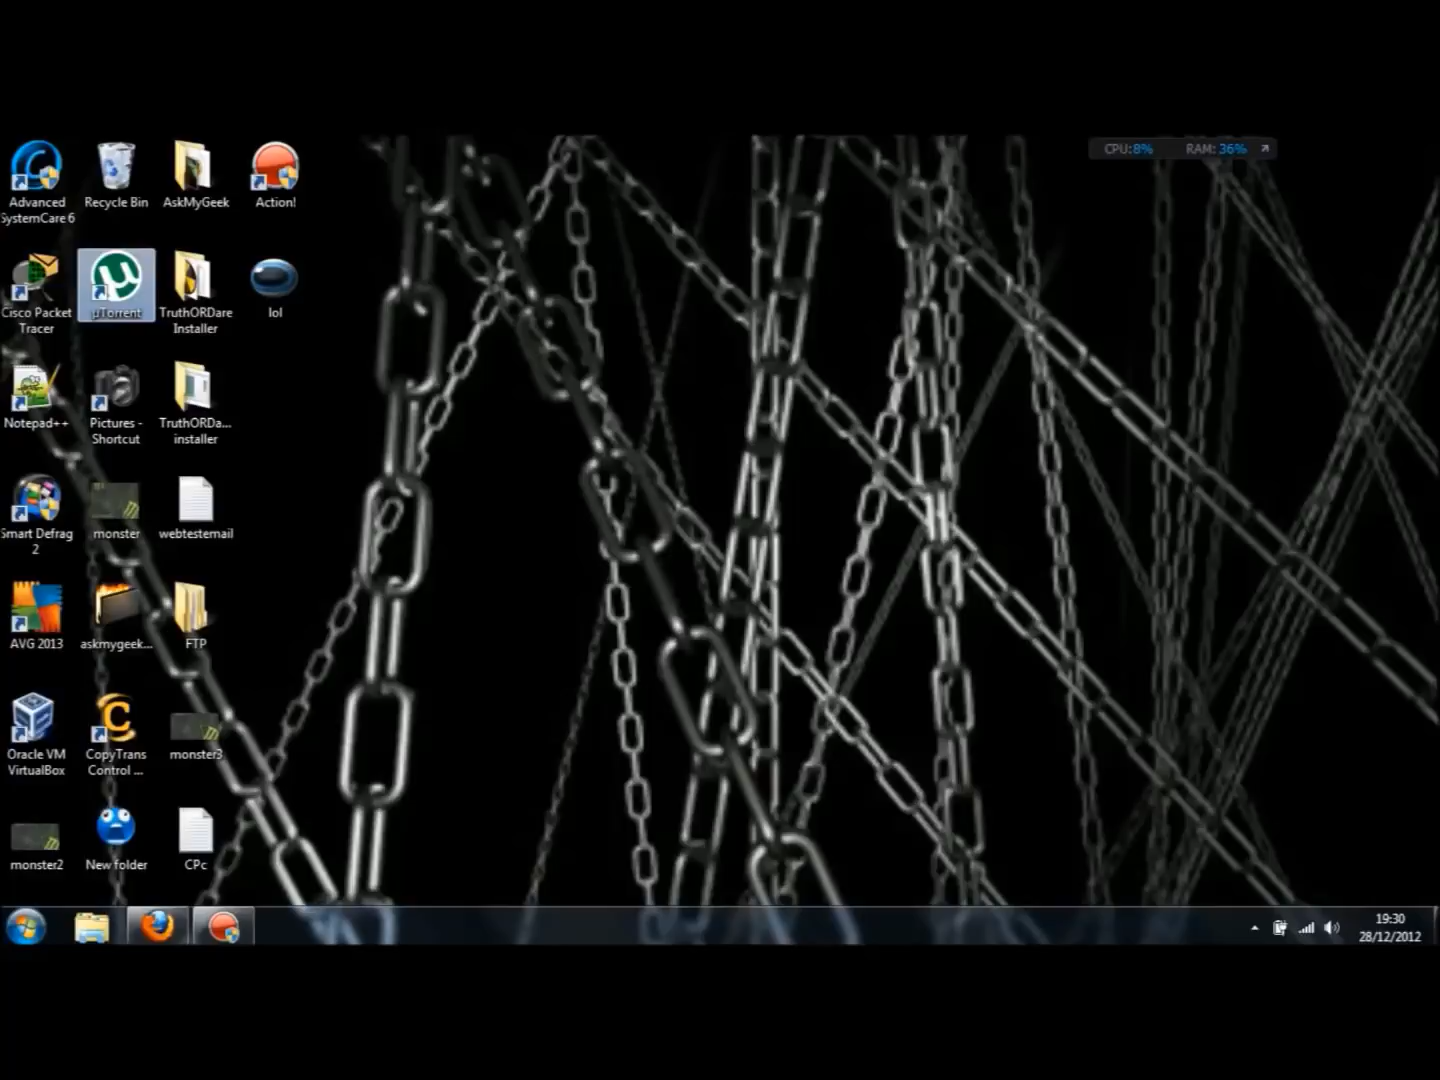 CPU:8% RAM: 36%
Advanced SystemCare 6
Recycle Bin
AskMyGeek
Action!
Cisco Packet Tracer
µTorrent
TruthORDare Installer
lol
Notepad++
Pictures - Shortcut
TruthORDa... installer
Smart Defrag 2
monster
webtestemail
AVG 2013
askmygeek...
FTP
Oracle VM VirtualBox
CopyTrans Control ...
monster3
monster2
New folder
CPc
19:30
28/12/2012